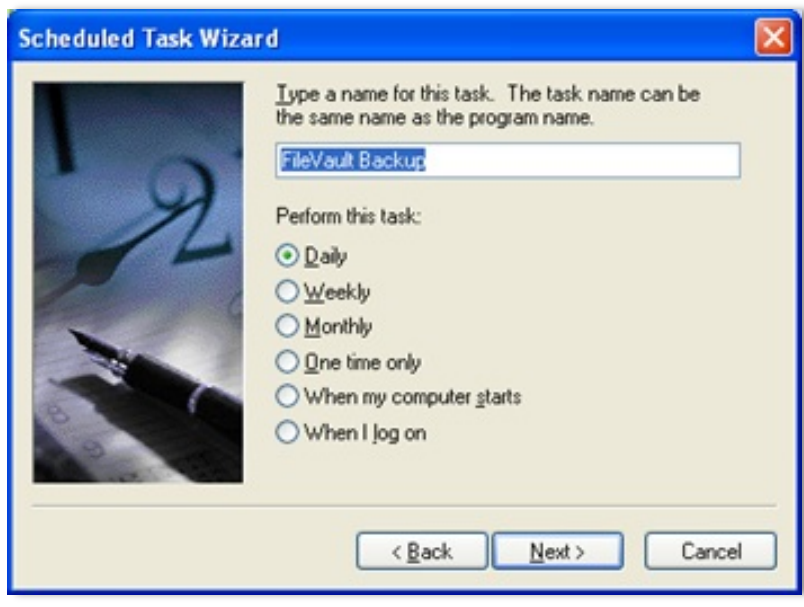 Scheduled Task Wizard
Type a name for this task. The task name can be
the same name as the program name.
FileVault Backup
Perform this task:
Daily
Weekly
Monthly
One time only
When my computer starts
When I log on
< Back Next > Cancel